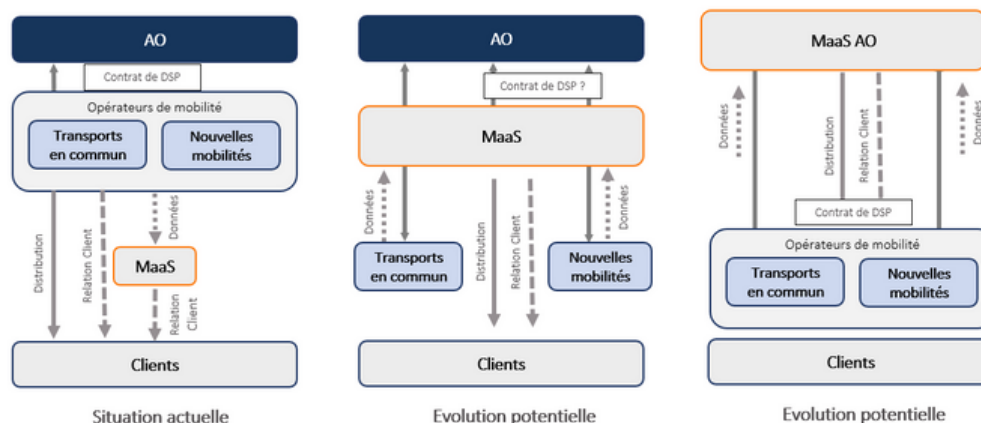 AO
Contrat de DSP
Opérateurs de mobilité
Transports
en commun
Nouvelles
mobilités
Distribution
Relation Client
Données
MaaS
Relation
Client
Clients
Situation actuelle
AO
Contrat de DSP ?
MaaS
Données
Distribution
Relation Client
Données
Transports
en commun
Nouvelles
mobilités
Clients
Evolution potentielle
MaaS AO
Données
Distribution
Relation Client
Données
Contrat de DSP
Opérateurs de mobilité
Transports
en commun
Nouvelles
mobilités
Clients
Evolution potentielle